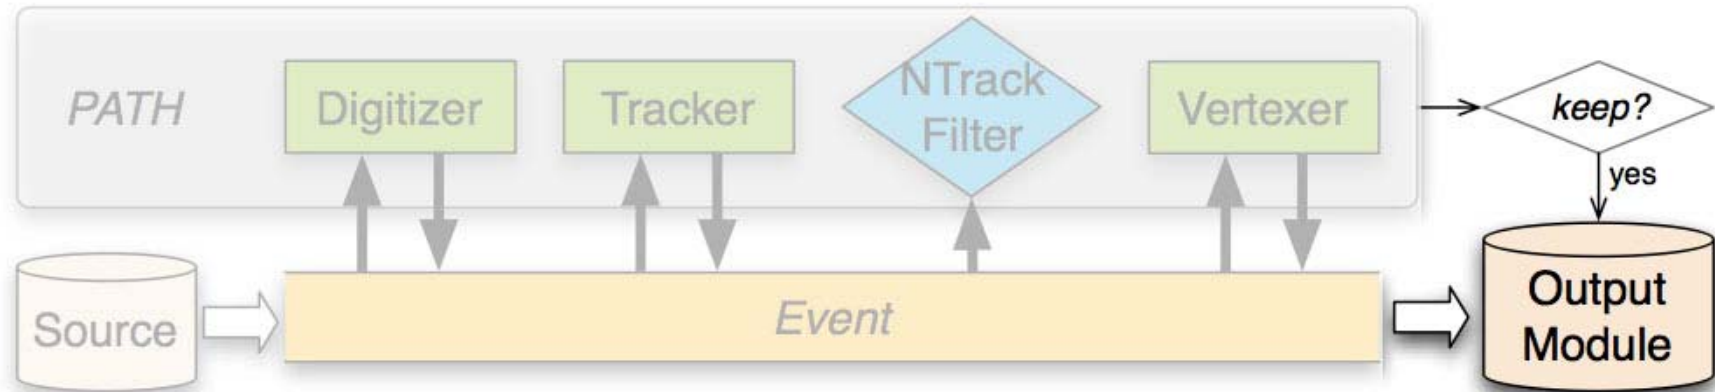 PATH
Digitizer
Tracker
NTrack
Filter
Vertexer
keep?
yes
Source
Event
Output
Module